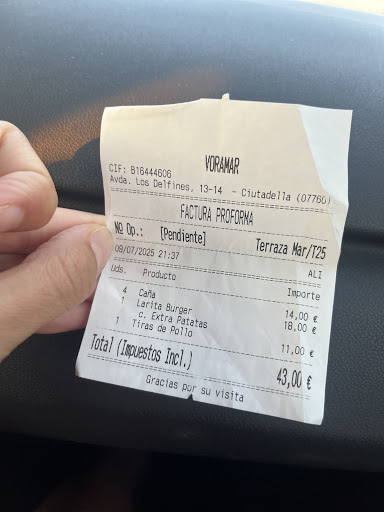 VORAMAR
CIF: B16444606
Avda. Los Delfines, 13-14 - Ciutadella (07760)
FACTURA PROFORMA
Nº Op.: [Pendiente] Terraza Mar/T25
09/07/2025 21:37 ALI
Uds. Producto Importe
4 Caña 14,00 €
1 Larita Burger 18,00 €
c. Extra Patatas
1 Tiras de Pollo 11,00 €
Total (Impuestos Incl.) 43,00 €
Gracias por su visita